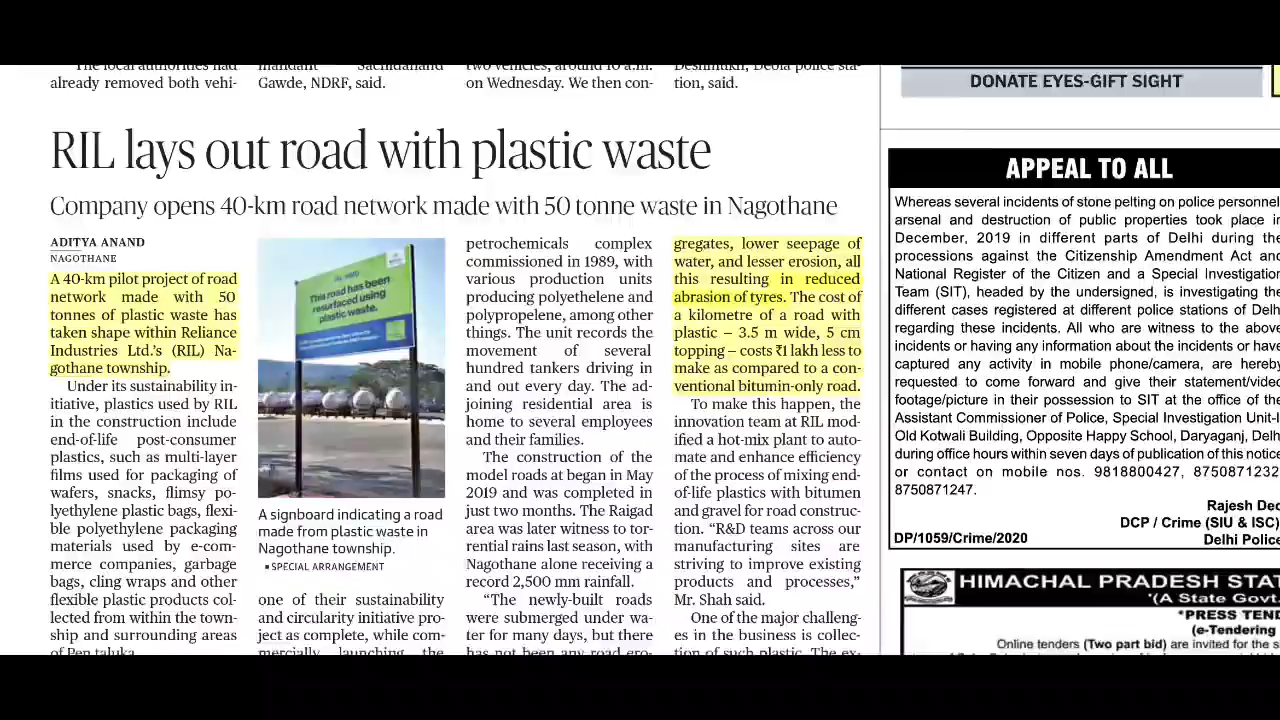 The local authorities had
already removed both vehi-
mandant Sachidanand
Gawde, NDRF, said.
two vehicles, around 10 a.m.
on Wednesday. We then con-
Deshmukh, Deola police sta-
tion, said.
RIL lays out road with plastic waste
Company opens 40-km road network made with 50 tonne waste in Nagothane
ADITYA ANAND
NAGOTHANE
A 40-km pilot project of road
network made with 50
tonnes of plastic waste has
taken shape within Reliance
Industries Ltd.'s (RIL) Na-
gothane township.
Under its sustainability in-
itiative, plastics used by RIL
in the construction include
end-of-life post-consumer
plastics, such as multi-layer
films used for packaging of
wafers, snacks, flimsy po-
lyethylene plastic bags, flexi-
ble polyethylene packaging
materials used by e-com-
merce companies, garbage
bags, cling wraps and other
flexible plastic products col-
lected from within the town-
ship and surrounding areas
of Pen taluka.
This road has been
resurfaced using
plastic waste.
A signboard indicating a road
made from plastic waste in
Nagothane township.
▪ SPECIAL ARRANGEMENT
one of their sustainability
and circularity initiative pro-
ject as complete, while com-
mercially launching the
petrochemicals complex
commissioned in 1989, with
various production units
producing polyethylene and
polypropylene, among other
things. The unit records the
movement of several
hundred tankers driving in
and out every day. The ad-
joining residential area is
home to several employees
and their families.
The construction of the
model roads at began in May
2019 and was completed in
just two months. The Raigad
area was later witness to tor-
rential rains last season, with
Nagothane alone receiving a
record 2,500 mm rainfall.
"The newly-built roads
were submerged under wa-
ter for many days, but there
has not been any road ero-
gregates, lower seepage of
water, and lesser erosion, all
this resulting in reduced
abrasion of tyres. The cost of
a kilometre of a road with
plastic – 3.5 m wide, 5 cm
topping – costs ₹1 lakh less to
make as compared to a con-
ventional bitumin-only road.
To make this happen, the
innovation team at RIL mod-
ified a hot-mix plant to auto-
mate and enhance efficiency
of the process of mixing end-
of-life plastics with bitumen
and gravel for road construc-
tion. "R&D teams across our
manufacturing sites are
striving to improve existing
products and processes,"
Mr. Shah said.
One of the major challeng-
es in the business is collec-
tion of such plastic. The ex-
DONATE EYES-GIFT SIGHT
APPEAL TO ALL
Whereas several incidents of stone pelting on police personnel
arsenal and destruction of public properties took place in
December, 2019 in different parts of Delhi during the
processions against the Citizenship Amendment Act and
National Register of the Citizen and a Special Investigation
Team (SIT), headed by the undersigned, is investigating the
different cases registered at different police stations of Delh
regarding these incidents. All who are witness to the above
incidents or having any information about the incidents or have
captured any activity in mobile phone/camera, are hereby
requested to come forward and give their statement/video
footage/picture in their possession to SIT at the office of the
Assistant Commissioner of Police, Special Investigation Unit-I
Old Kotwali Building, Opposite Happy School, Daryaganj, Delh
during office hours within seven days of publication of this notice
or contact on mobile nos. 9818800427, 8750871232
8750871247.
Rajesh Deo
DCP / Crime (SIU & ISC)
Delhi Police
DP/1059/Crime/2020
HIMACHAL PRADESH STAT
'(A State Govt.
*PRESS TEND
(e-Tendering
Online tenders (Two part bid) are invited for the s